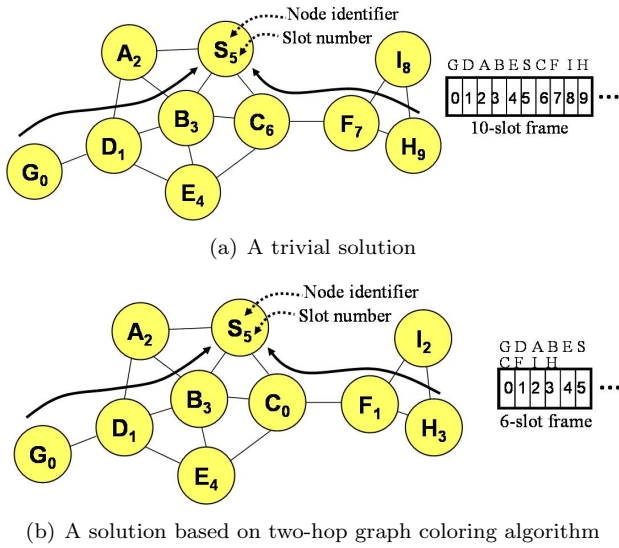 Node identifier
Slot number
A2
S5
I8
B3
C6
F7
D1
H9
G0
E4
G D A B E S C F I H
0 1 2 3 4 5 6 7 8 9 ...
10-slot frame
(a) A trivial solution
Node identifier
Slot number
A2
S5
I2
B3
C0
F1
D1
H3
G0
E4
G D A B E S
C F I H
0 1 2 3 4 5 ...
6-slot frame
(b) A solution based on two-hop graph coloring algorithm